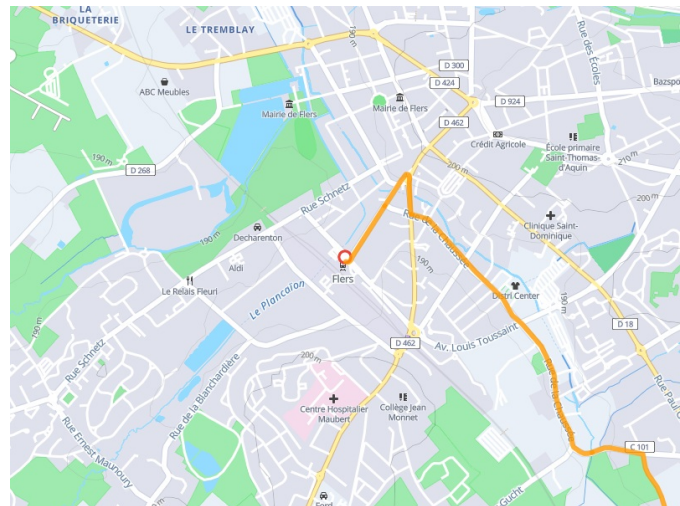 LA
BRIQUETERIE
LE TREMBLAY
190 m
Rue des Écoles
D 300
ABC Meubles
D 424
Bazspo
Mairie de Flers
Mairie de Flers
D 924
D 462
Crédit Agricole
École primaire
Saint-Thomas-
d'Aquin
190 m
D 268
200 m
210 m
200 m
Rue Schnetz
Rue de la Chaussée
Clinique Saint-
Dominique
190 m
Decharenton
Aldi
190 m
Flers
Le Relais Fleuri
Le Plancaïon
Distri Center
190 m
D 18
190 m
Rue Schnetz
D 462
Av. Louis Toussaint
200 m
Rue de la Blanchardière
Rue de la Chaussée
Rue Paul
Centre Hospitalier
Maubert
Collège Jean
Monnet
Rue Ernest Maunoury
C 101
Gucht